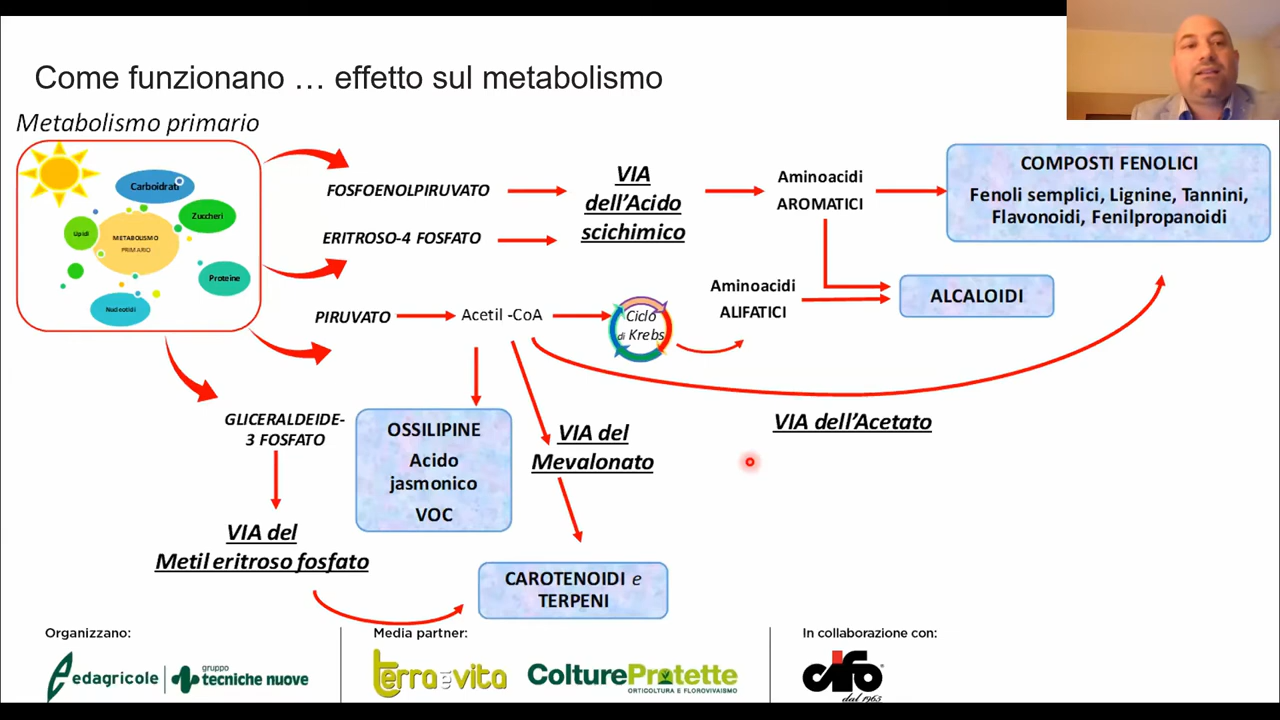 Come funzionano … effetto sul metabolismo
Metabolismo primario
Carboidrati
Zuccheri
Lipidi
METABOLISMO
PRIMARIO
Proteine
Nucleotidi
FOSFOENOLPIRUVATO
ERITROSO-4 FOSFATO
VIA
dell’Acido
scichimico
Aminoacidi
AROMATICI
COMPOSTI FENOLICI
Fenoli semplici, Lignine, Tannini,
Flavonoidi, Fenilpropanoidi
PIRUVATO
Acetil -CoA
Ciclo
di Krebs
Aminoacidi
ALIFATICI
ALCALOIDI
GLICERALDEIDE-
3 FOSFATO
OSSILIPINE
Acido
jasmonico
VOC
VIA del
Mevalonato
VIA dell’Acetato
VIA del
Metil eritroso fosfato
CAROTENOIDI e
TERPENI
Organizzano:
edagricole
gruppo
tecniche nuove
Media partner:
terra è vita
ColtureProtette
ORTICOLTURA E FLOROVIVAISMO
In collaborazione con:
cifo
dal 1965